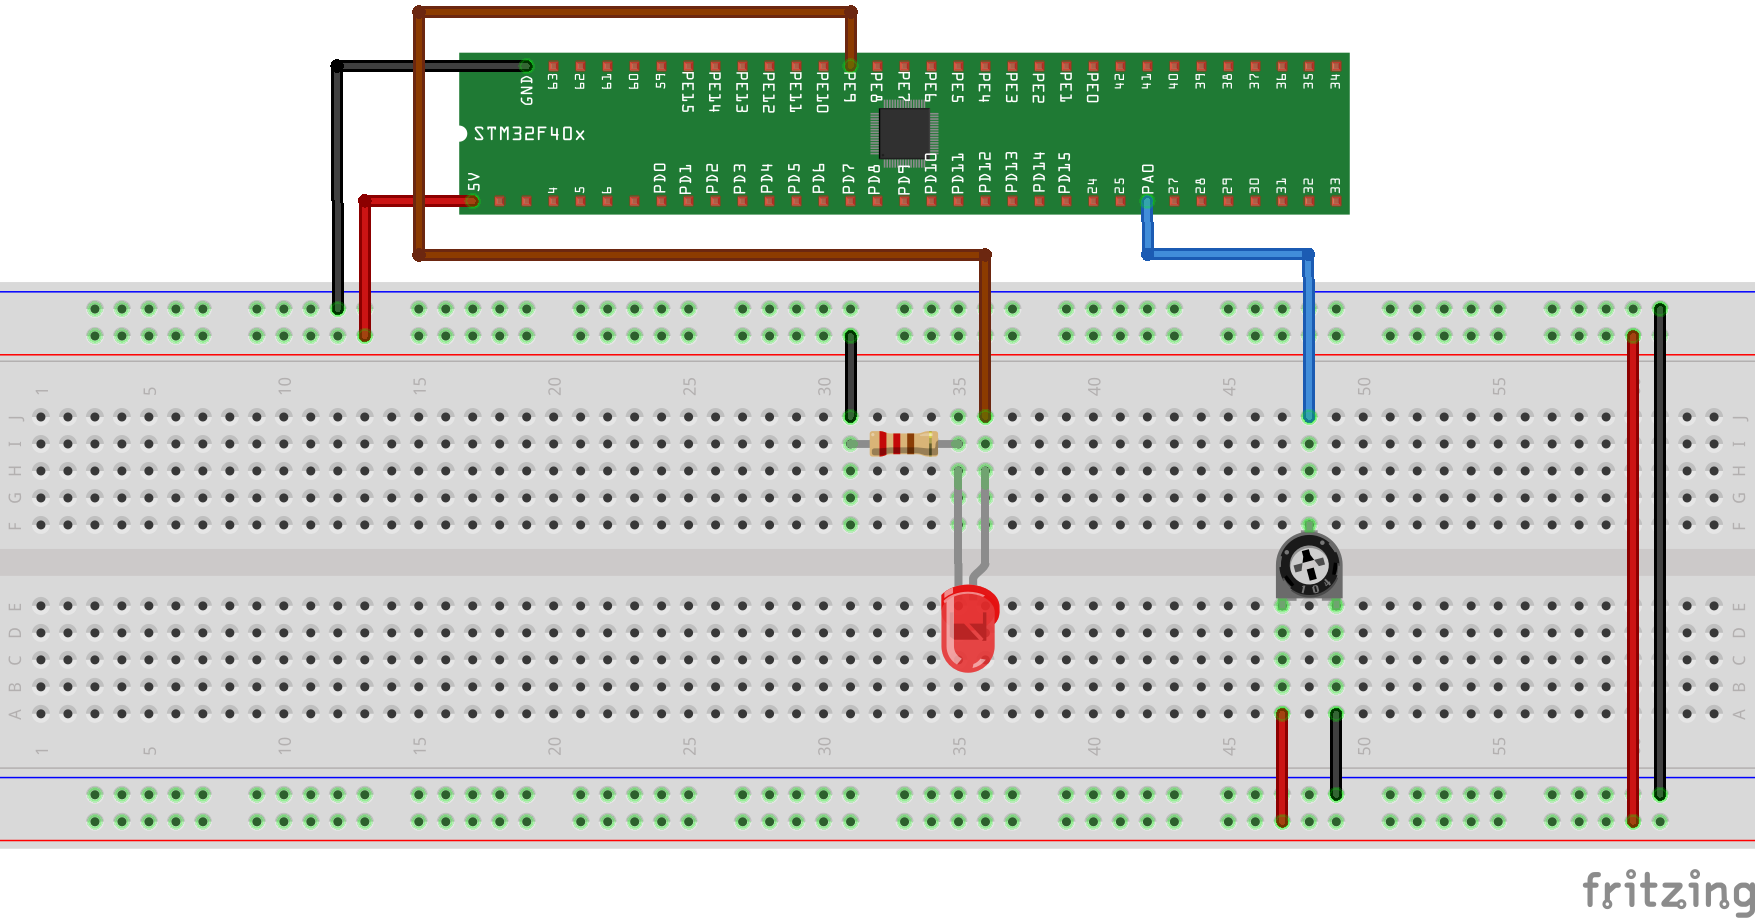 GND 63 62 61 60 59 PE15 PE14 PE13 PE12 PE11 PE10 PE9 PE8 PE7 PE6 PE5 PE4 PE3 PE2 PE1 PE0 42 41 40 39 38 37 36 35 34
STM32F40x
5V 4 5 6 PD0 PD1 PD2 PD3 PD4 PD5 PD6 PD7 PD8 PD9 PD10 PD11 PD12 PD13 PD14 PD15 24 25 PA0 27 28 29 30 31 32 33
1 5 10 15 20 25 30 35 40 45 50 55
J J
I I
H H
G G
F F
104
E E
D D
C C
B B
A A
1 5 10 15 20 25 30 35 40 45 50 55
fritzing